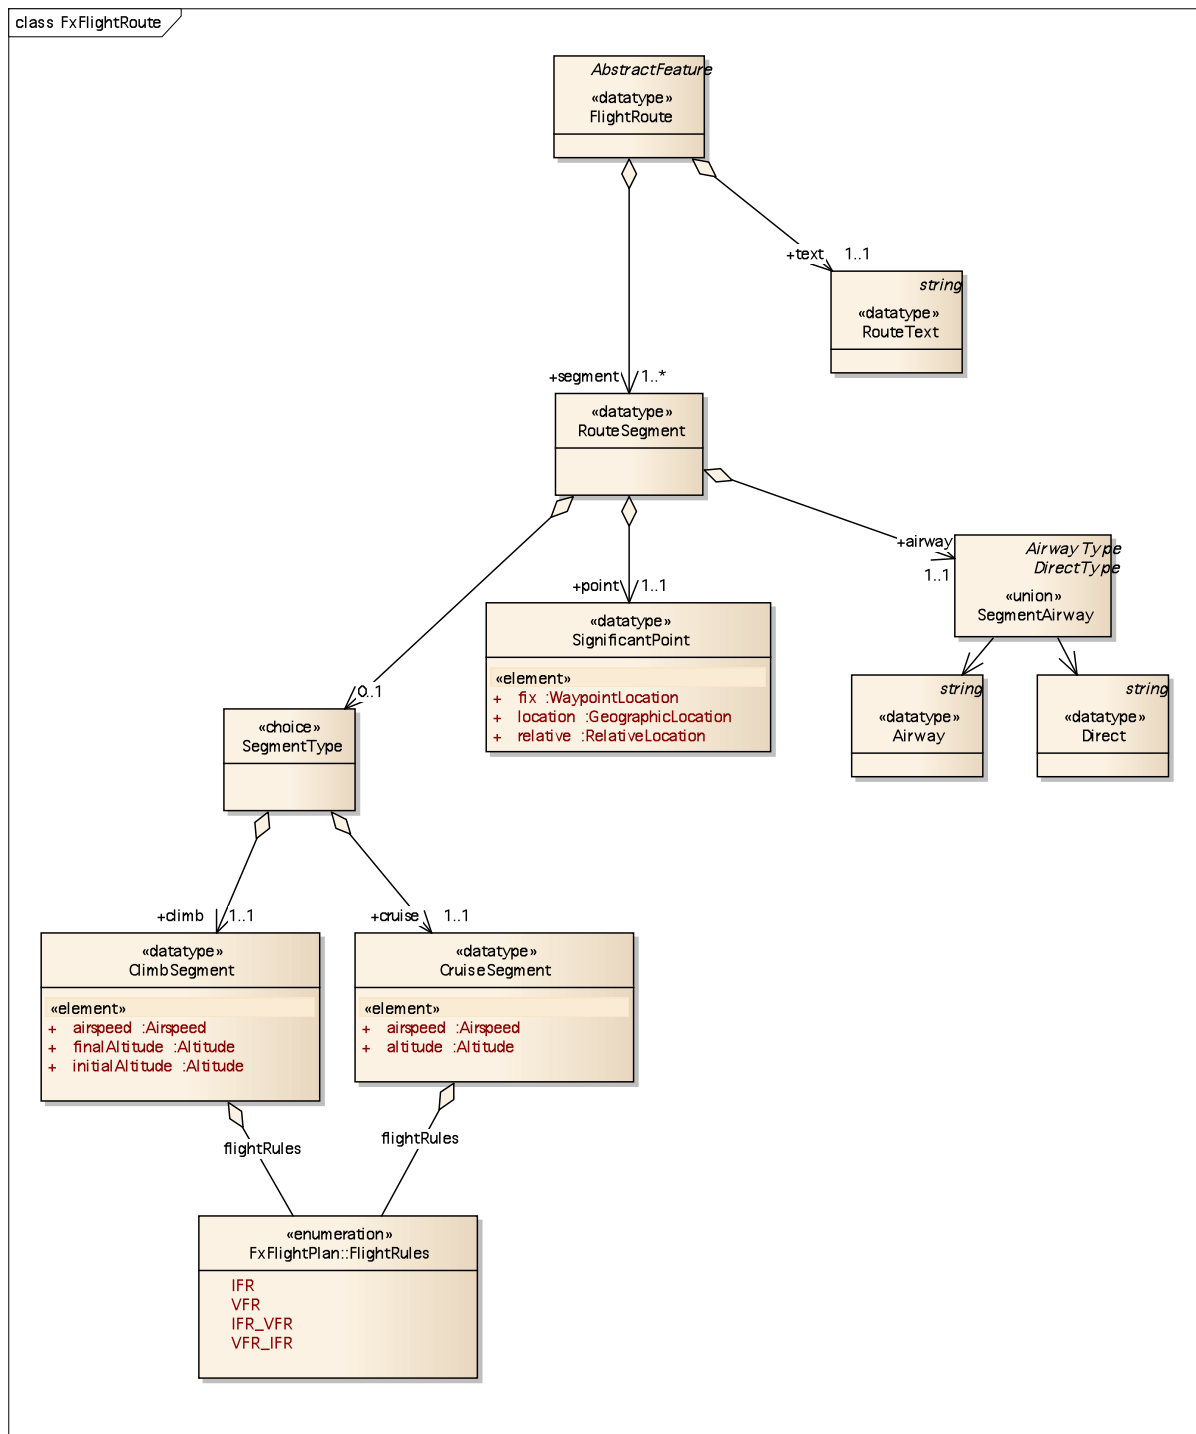 class FxFlightRoute
AbstractFeature
«datatype»
FlightRoute
+text 1..1
string
«datatype»
RouteText
+segment 1..*
«datatype»
RouteSegment
+airway
1..1
AirwayType
DirectType
«union»
SegmentAirway
+point 1..1
«datatype»
SignificantPoint
«element»
+ fix :WaypointLocation
+ location :GeographicLocation
+ relative :RelativeLocation
string
«datatype»
Airway
string
«datatype»
Direct
0..1
«choice»
SegmentType
+climb 1..1
+cruise 1..1
«datatype»
ClimbSegment
«element»
+ airspeed :Airspeed
+ finalAltitude :Altitude
+ initialAltitude :Altitude
«datatype»
CruiseSegment
«element»
+ airspeed :Airspeed
+ altitude :Altitude
flightRules
flightRules
«enumeration»
FxFlightPlan::FlightRules
IFR
VFR
IFR_VFR
VFR_IFR